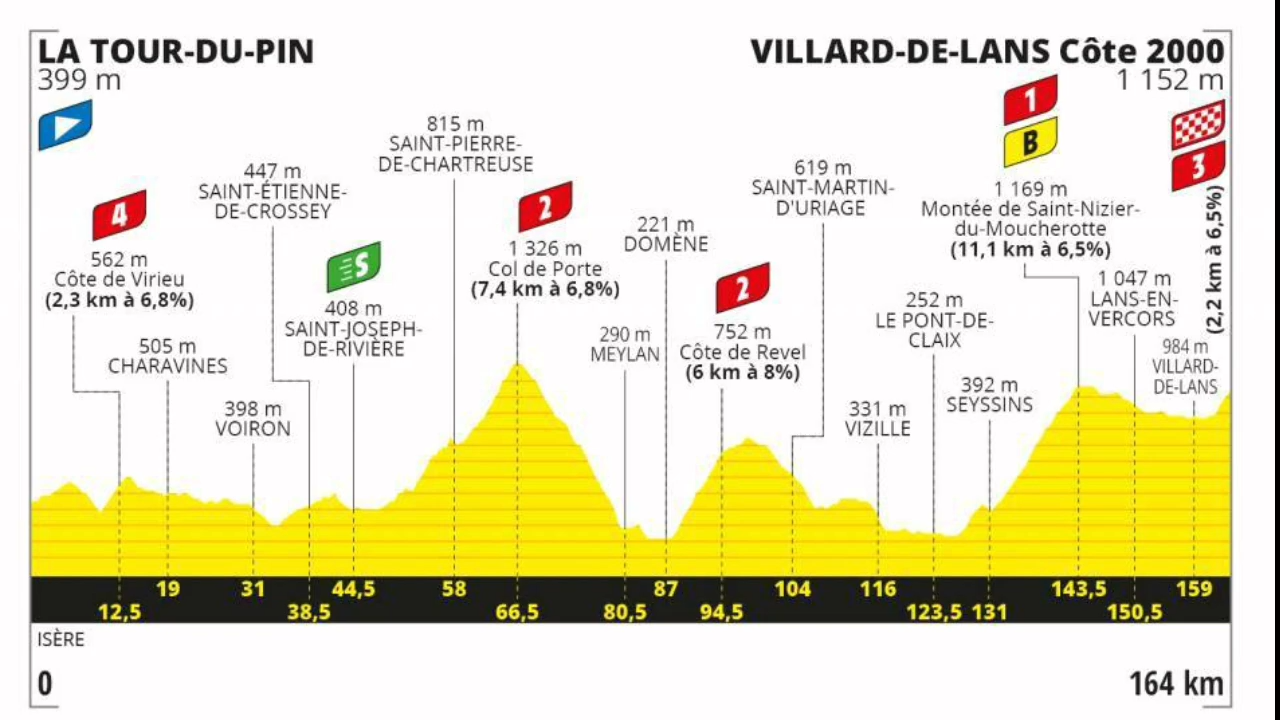 LA TOUR-DU-PIN
399 m
VILLARD-DE-LANS Côte 2000
1 152 m
4
562 m
Côte de Virieu
(2,3 km à 6,8%)
505 m
CHARAVINES
398 m
VOIRON
447 m
SAINT-ÉTIENNE-
DE-CROSSEY
S
408 m
SAINT-JOSEPH-
DE-RIVIÈRE
815 m
SAINT-PIERRE-
DE-CHARTREUSE
2
1 326 m
Col de Porte
(7,4 km à 6,8%)
290 m
MEYLAN
221 m
DOMÈNE
2
752 m
Côte de Revel
(6 km à 8%)
619 m
SAINT-MARTIN-
D'URIAGE
331 m
VIZILLE
252 m
LE PONT-DE-
CLAIX
392 m
SEYSSINS
1
B
1 169 m
Montée de Saint-Nizier-
du-Moucherotte
(11,1 km à 6,5%)
1 047 m
LANS-EN-
VERCORS
984 m
VILLARD-
DE-LANS
3
(2,2 km à 6,5%)
19 31 44,5 58 87 104 116 143,5 159
12,5 38,5 66,5 80,5 94,5 123,5 131 150,5
ISÈRE
0
164 km